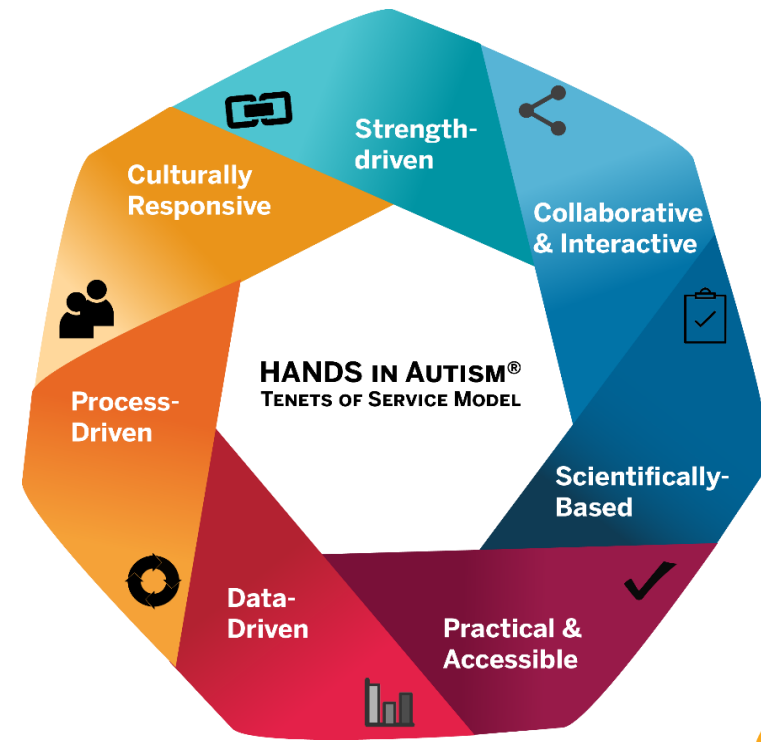 Strength-
driven
Collaborative
& Interactive
Scientifically-
Based
Practical &
Accessible
Data-
Driven
Process-
Driven
Culturally
Responsive
HANDS IN AUTISM®
TENETS OF SERVICE MODEL